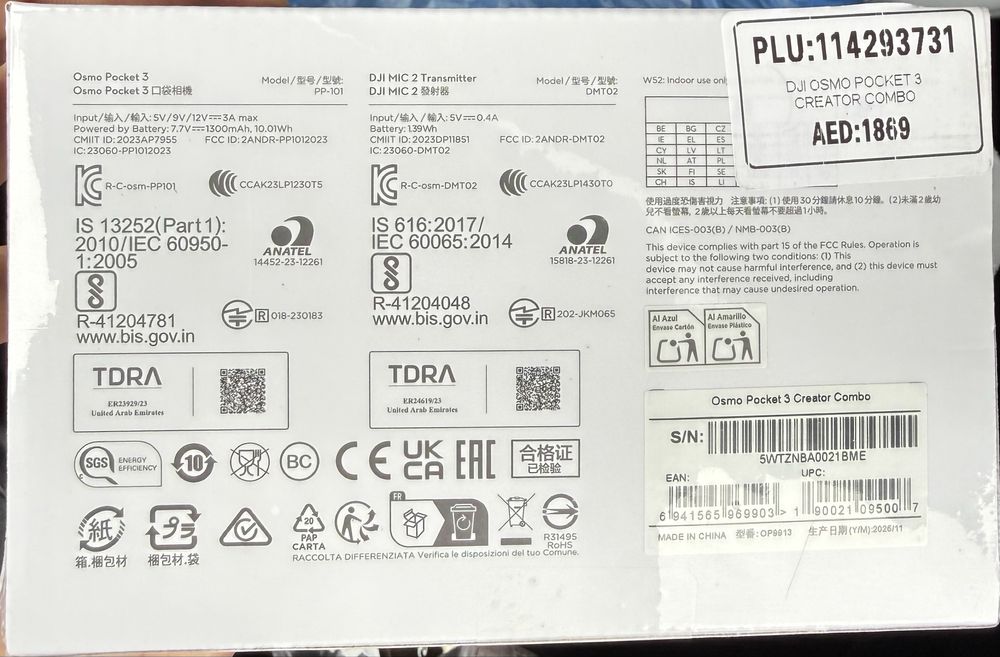 Osmo Pocket 3
Osmo Pocket 3 口袋相機
Model/型号/型號:
PP-101
Input/输入/輸入: 5V/9V/12V⎓3A max
Powered by Battery: 7.7V⎓1300mAh, 10.01Wh
CMIIT ID: 2023AP7955 FCC ID: 2ANDR-PP1012023
IC: 23060-PP1012023
R-C-osm-PP101
CCAK23LP1230T5
IS 13252(Part 1):
2010/IEC 60950-
1:2005
ANATEL
14452-23-12261
R-41204781
www.bis.gov.in
R 018-230183
TDRA
ER23929/23
United Arab Emirates
DJI MIC 2 Transmitter
DJI MIC 2 發射器
Model/型号/型號:
DMT02
Input/输入/輸入: 5V⎓0.4A
Battery: 1.39Wh
CMIIT ID: 2023DP11851 FCC ID: 2ANDR-DMT02
IC: 23060-DMT02
R-C-osm-DMT02
CCAK23LP1430T0
IS 616:2017/
IEC 60065:2014
ANATEL
15818-23-12261
R-41204048
www.bis.gov.in
R 202-JKM065
TDRA
ER24619/23
United Arab Emirates
W52: Indoor use only
BE BG CZ
IE EL ES
CY LV LT
NL AT PL
SK FI SE
CH IS LI
PLU:114293731
DJI OSMO POCKET 3
CREATOR COMBO
AED:1869
使用過度恐傷害視力 注意事項: (1) 使用30分鐘請休息10分鐘。(2)未滿2歲幼
兒不看螢幕, 2歲以上每天看螢幕不要超過1小時。
CAN ICES-003(B) / NMB-003(B)
This device complies with part 15 of the FCC Rules. Operation is
subject to the following two conditions: (1) This
device may not cause harmful interference, and (2) this device must
accept any interference received, including
interference that may cause undesired operation.
Al Azul
Envase Cartón
Al Amarillo
Envase Plástico
SGS ENERGY
EFFICIENCY
10
BC
CE
UK
CA
EAC
合格证
已检验
紙
箱.梱包材
プラ
梱包材.袋
20
PAP
CARTA
FR
R31495
RoHS
RACCOLTA DIFFERENZIATA Verifica le disposizioni del tuo Comune.
Osmo Pocket 3 Creator Combo
S/N:
5WTZNBA0021BME
EAN:
UPC:
6 941565 969903 >
1 90021 09500 7
MADE IN CHINA 型番:OP9913 生产日期(Y/M):2026/11